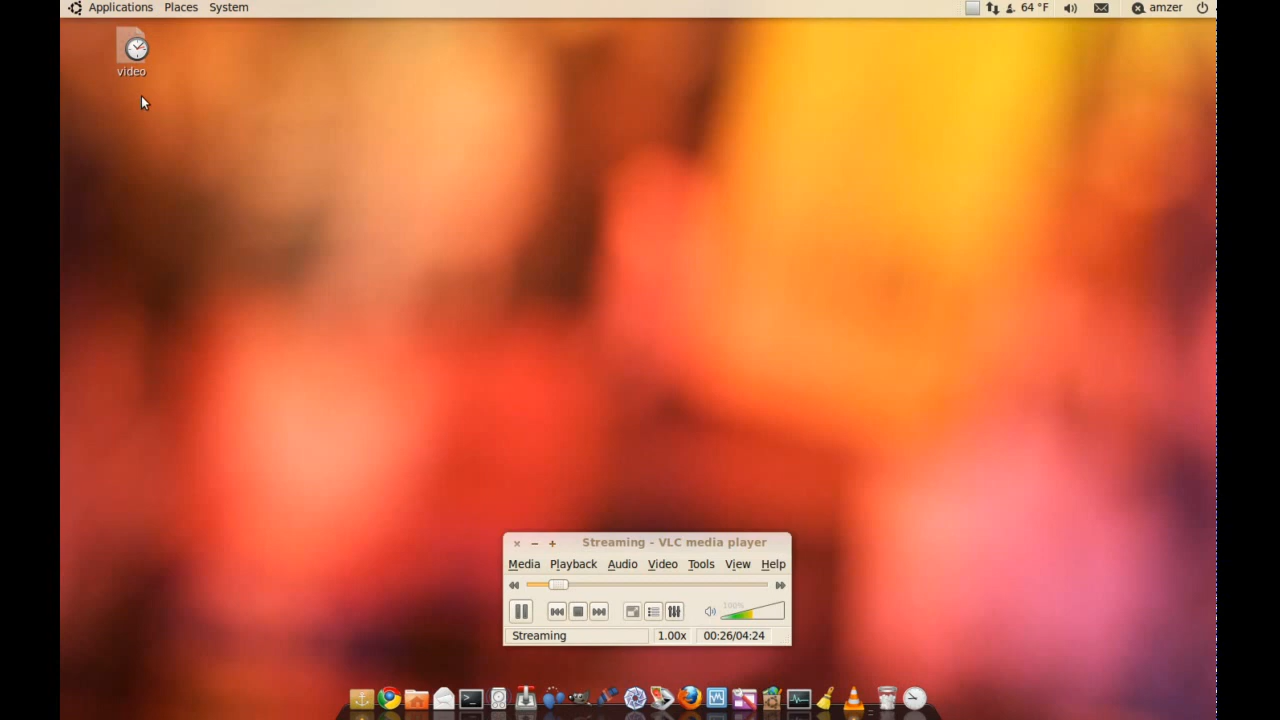 Applications Places System 64 °F amzer
video
Streaming - VLC media player
Media Playback Audio Video Tools View Help
100%
Streaming 1.00x 00:26/04:24